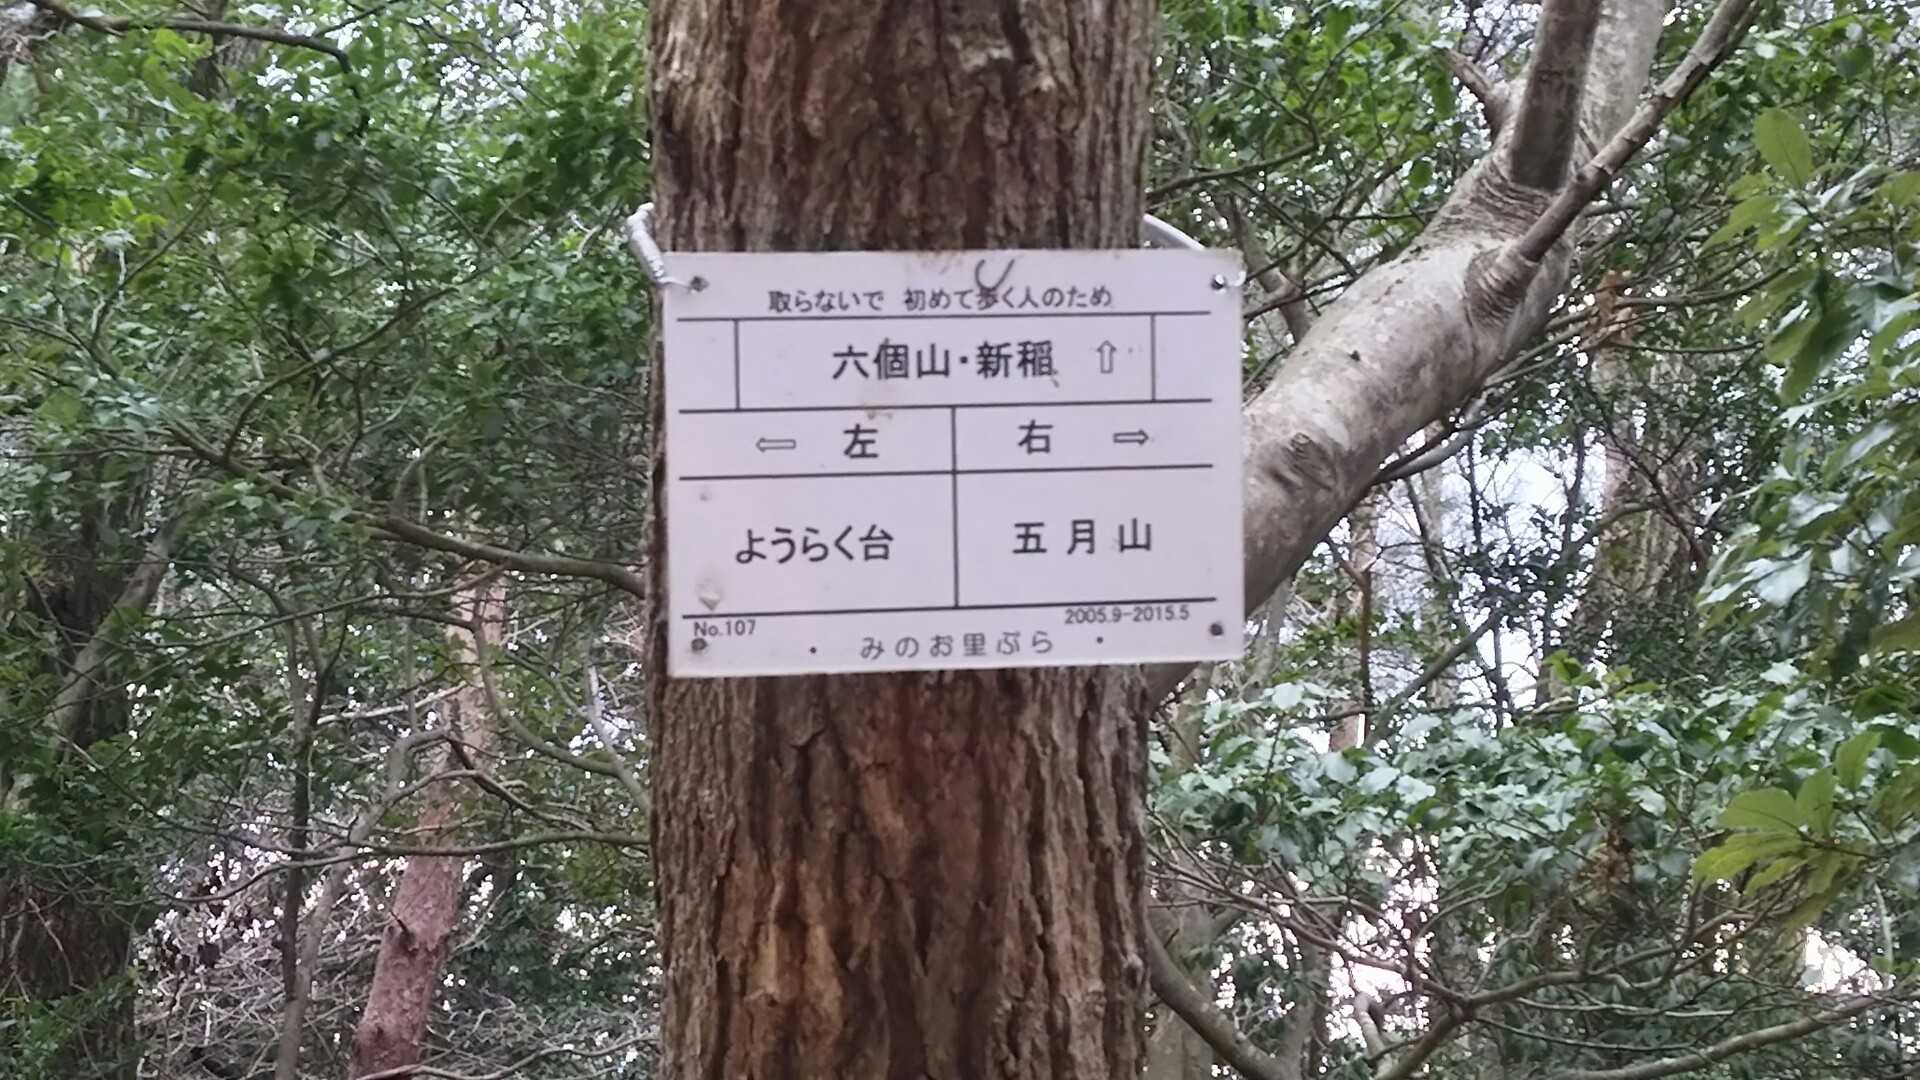 取らないで 初めて歩く人のため
六個山・新稲 ⇧
⇦ 左 右 ⇨
ようらく台 五月山
No.107 2005.9-2015.5
・ みのお里ぶら ・